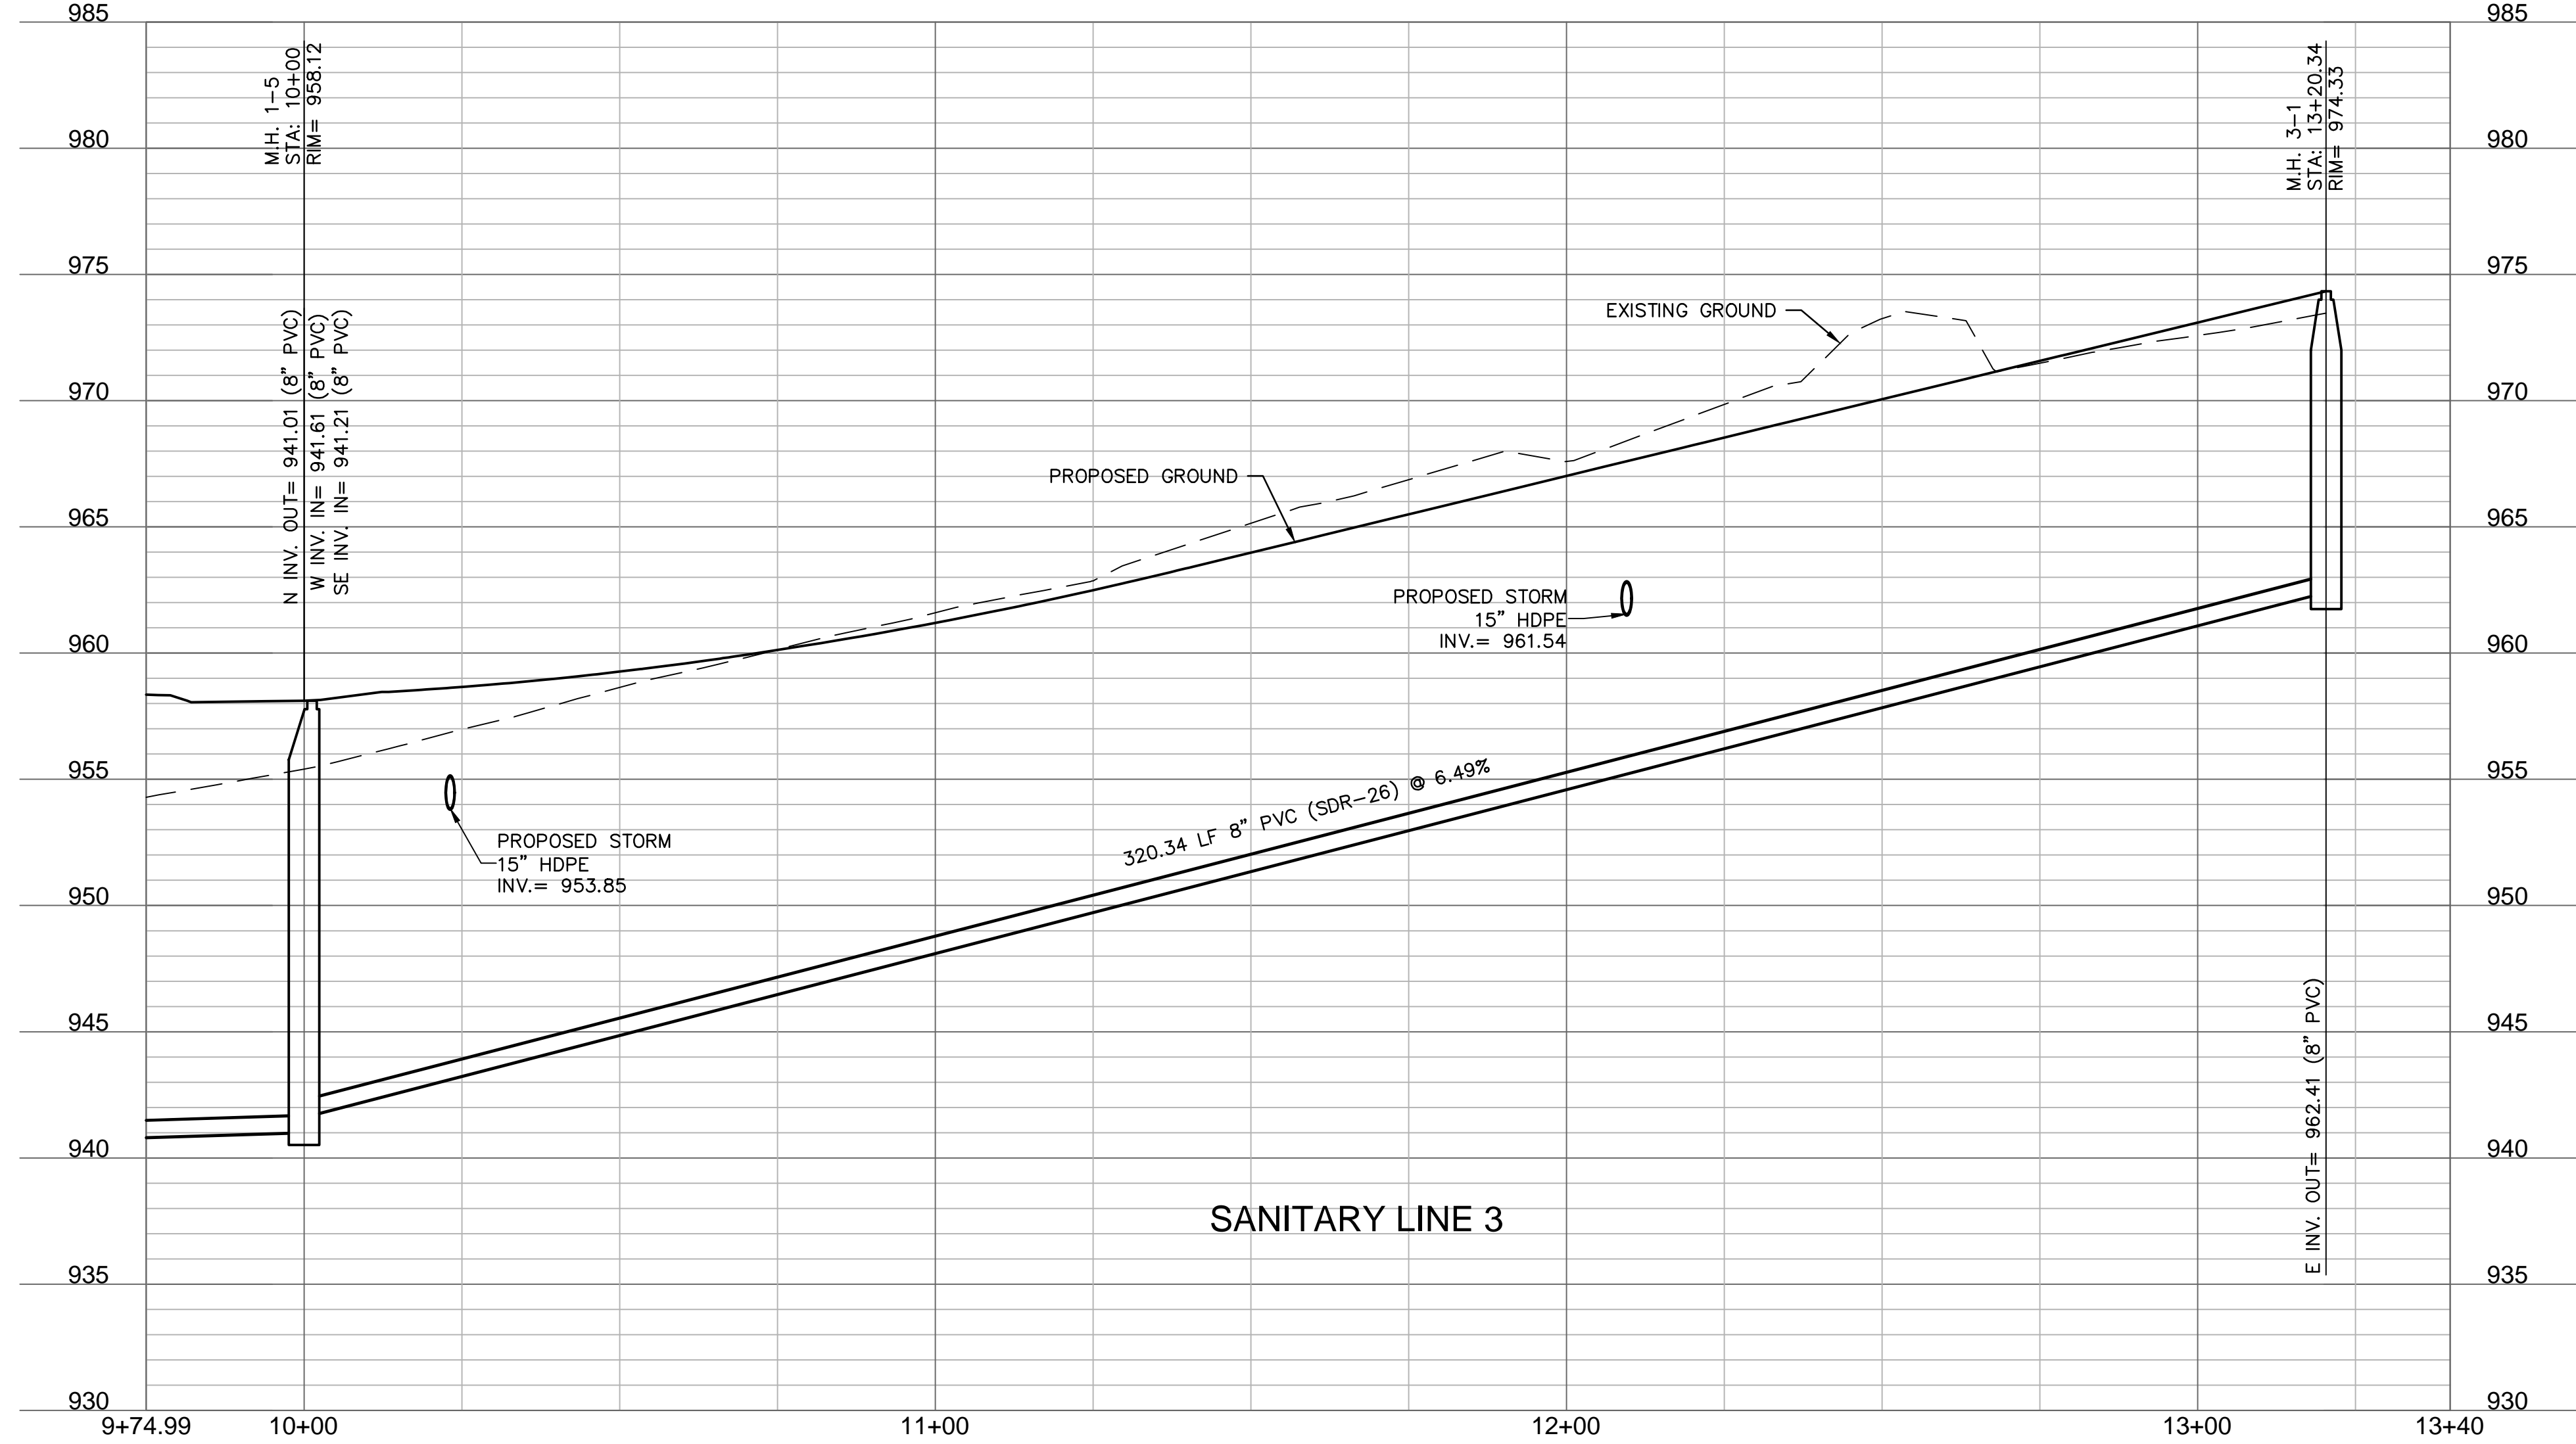 985
985
980
980
975
975
970
970
965
965
960
960
955
955
950
950
945
945
940
940
935
935
930
930
M.H. 1-5
STA: 10+00
RIM= 958.12
N INV. OUT= 941.01 (8" PVC)
W INV. IN= 941.61 (8" PVC)
SE INV. IN= 941.21 (8" PVC)
M.H. 3-1
STA: 13+20.34
RIM= 974.33
E INV. OUT= 962.41 (8" PVC)
EXISTING GROUND
PROPOSED GROUND
PROPOSED STORM
15" HDPE
INV.= 961.54
320.34 LF 8" PVC (SDR-26) @ 6.49%
PROPOSED STORM
15" HDPE
INV.= 953.85
SANITARY LINE 3
9+74.99
10+00
11+00
12+00
13+00
13+40